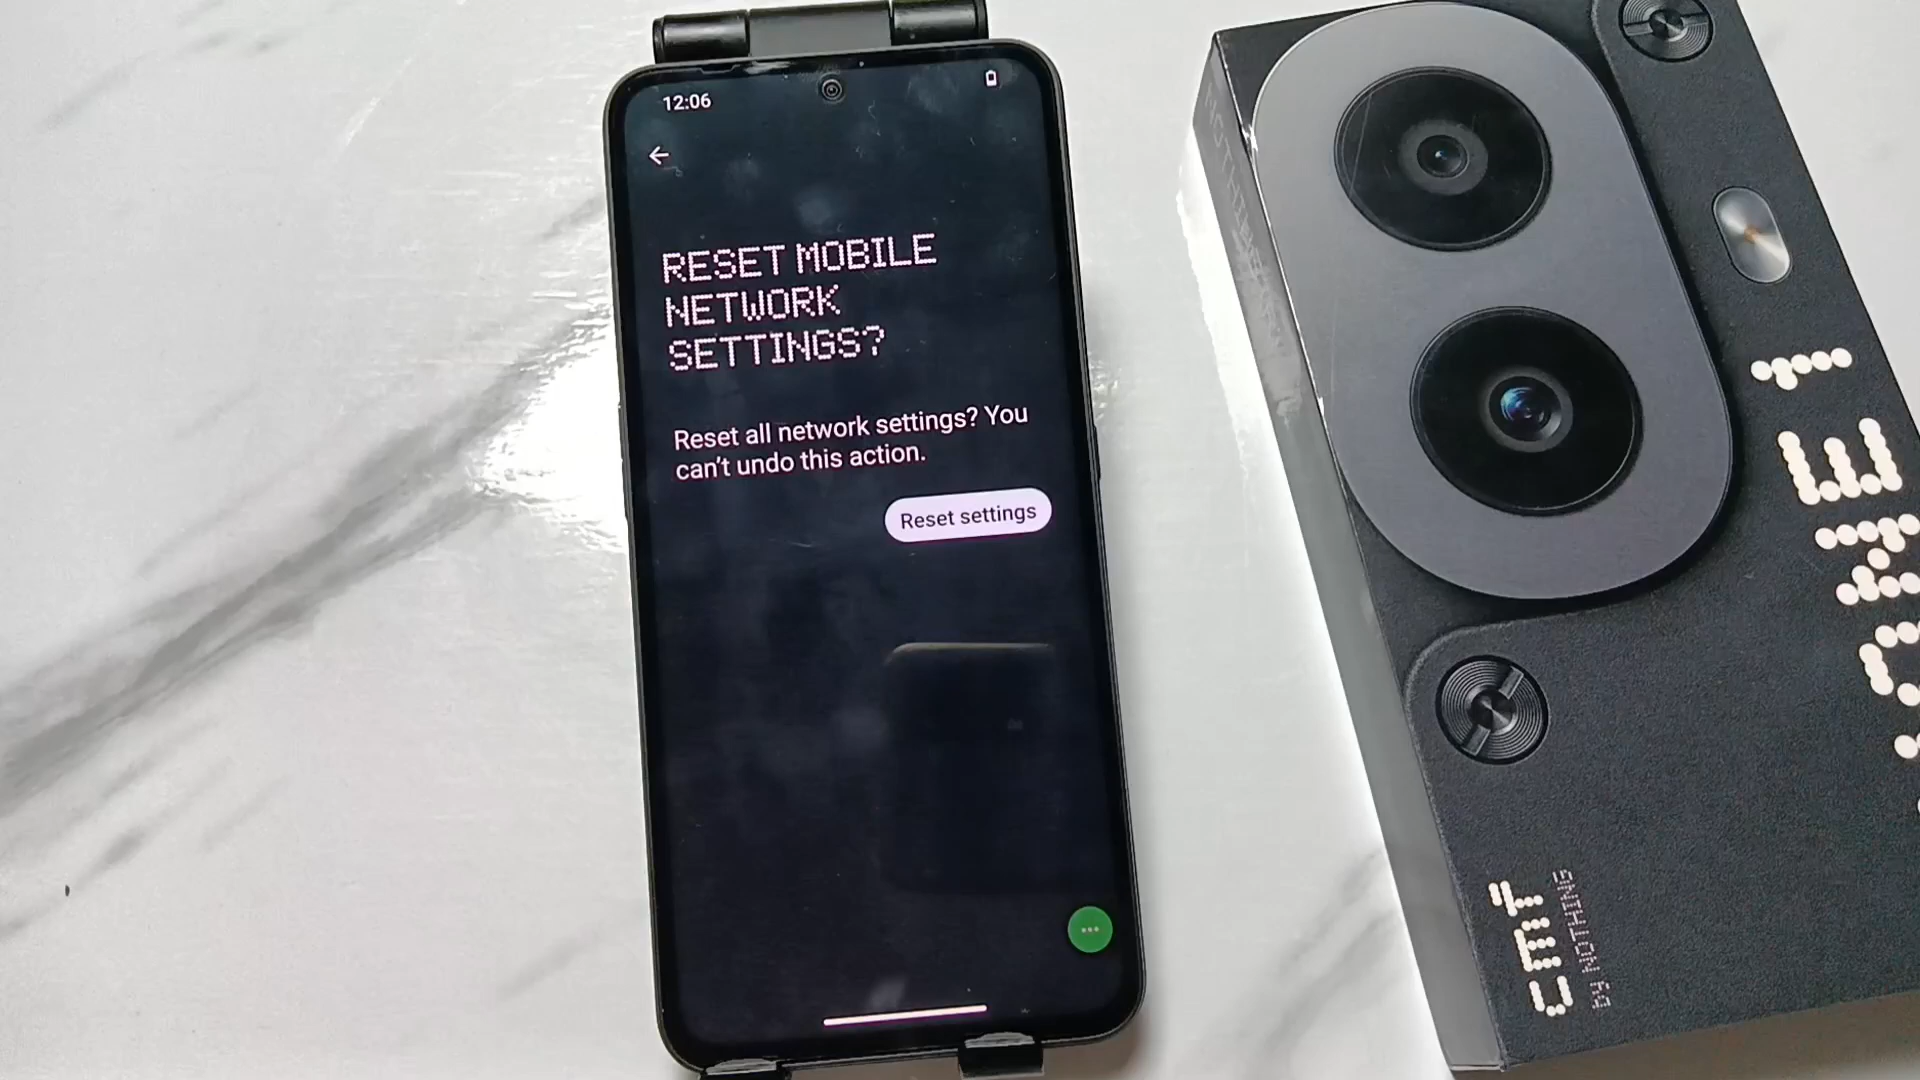 12:06
RESET MOBILE
NETWORK
SETTINGS?
Reset all network settings? You
can't undo this action.
Reset settings
CMF
BY NOTHING